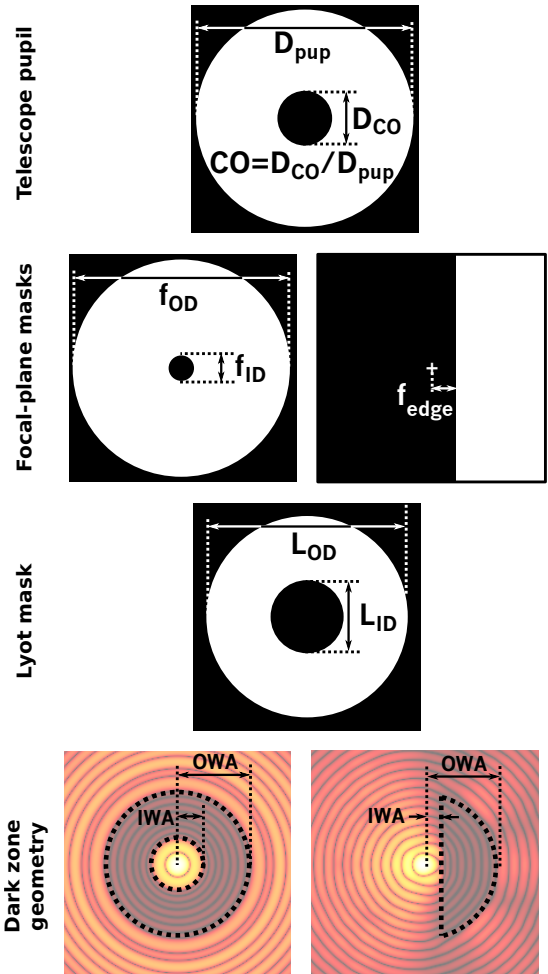 Telescope pupil
D_pup
D_CO
CO=D_CO/D_pup
Focal-plane masks
f_OD
f_ID
f_edge
Lyot mask
L_OD
L_ID
Dark zone
geometry
OWA
IWA
OWA
IWA